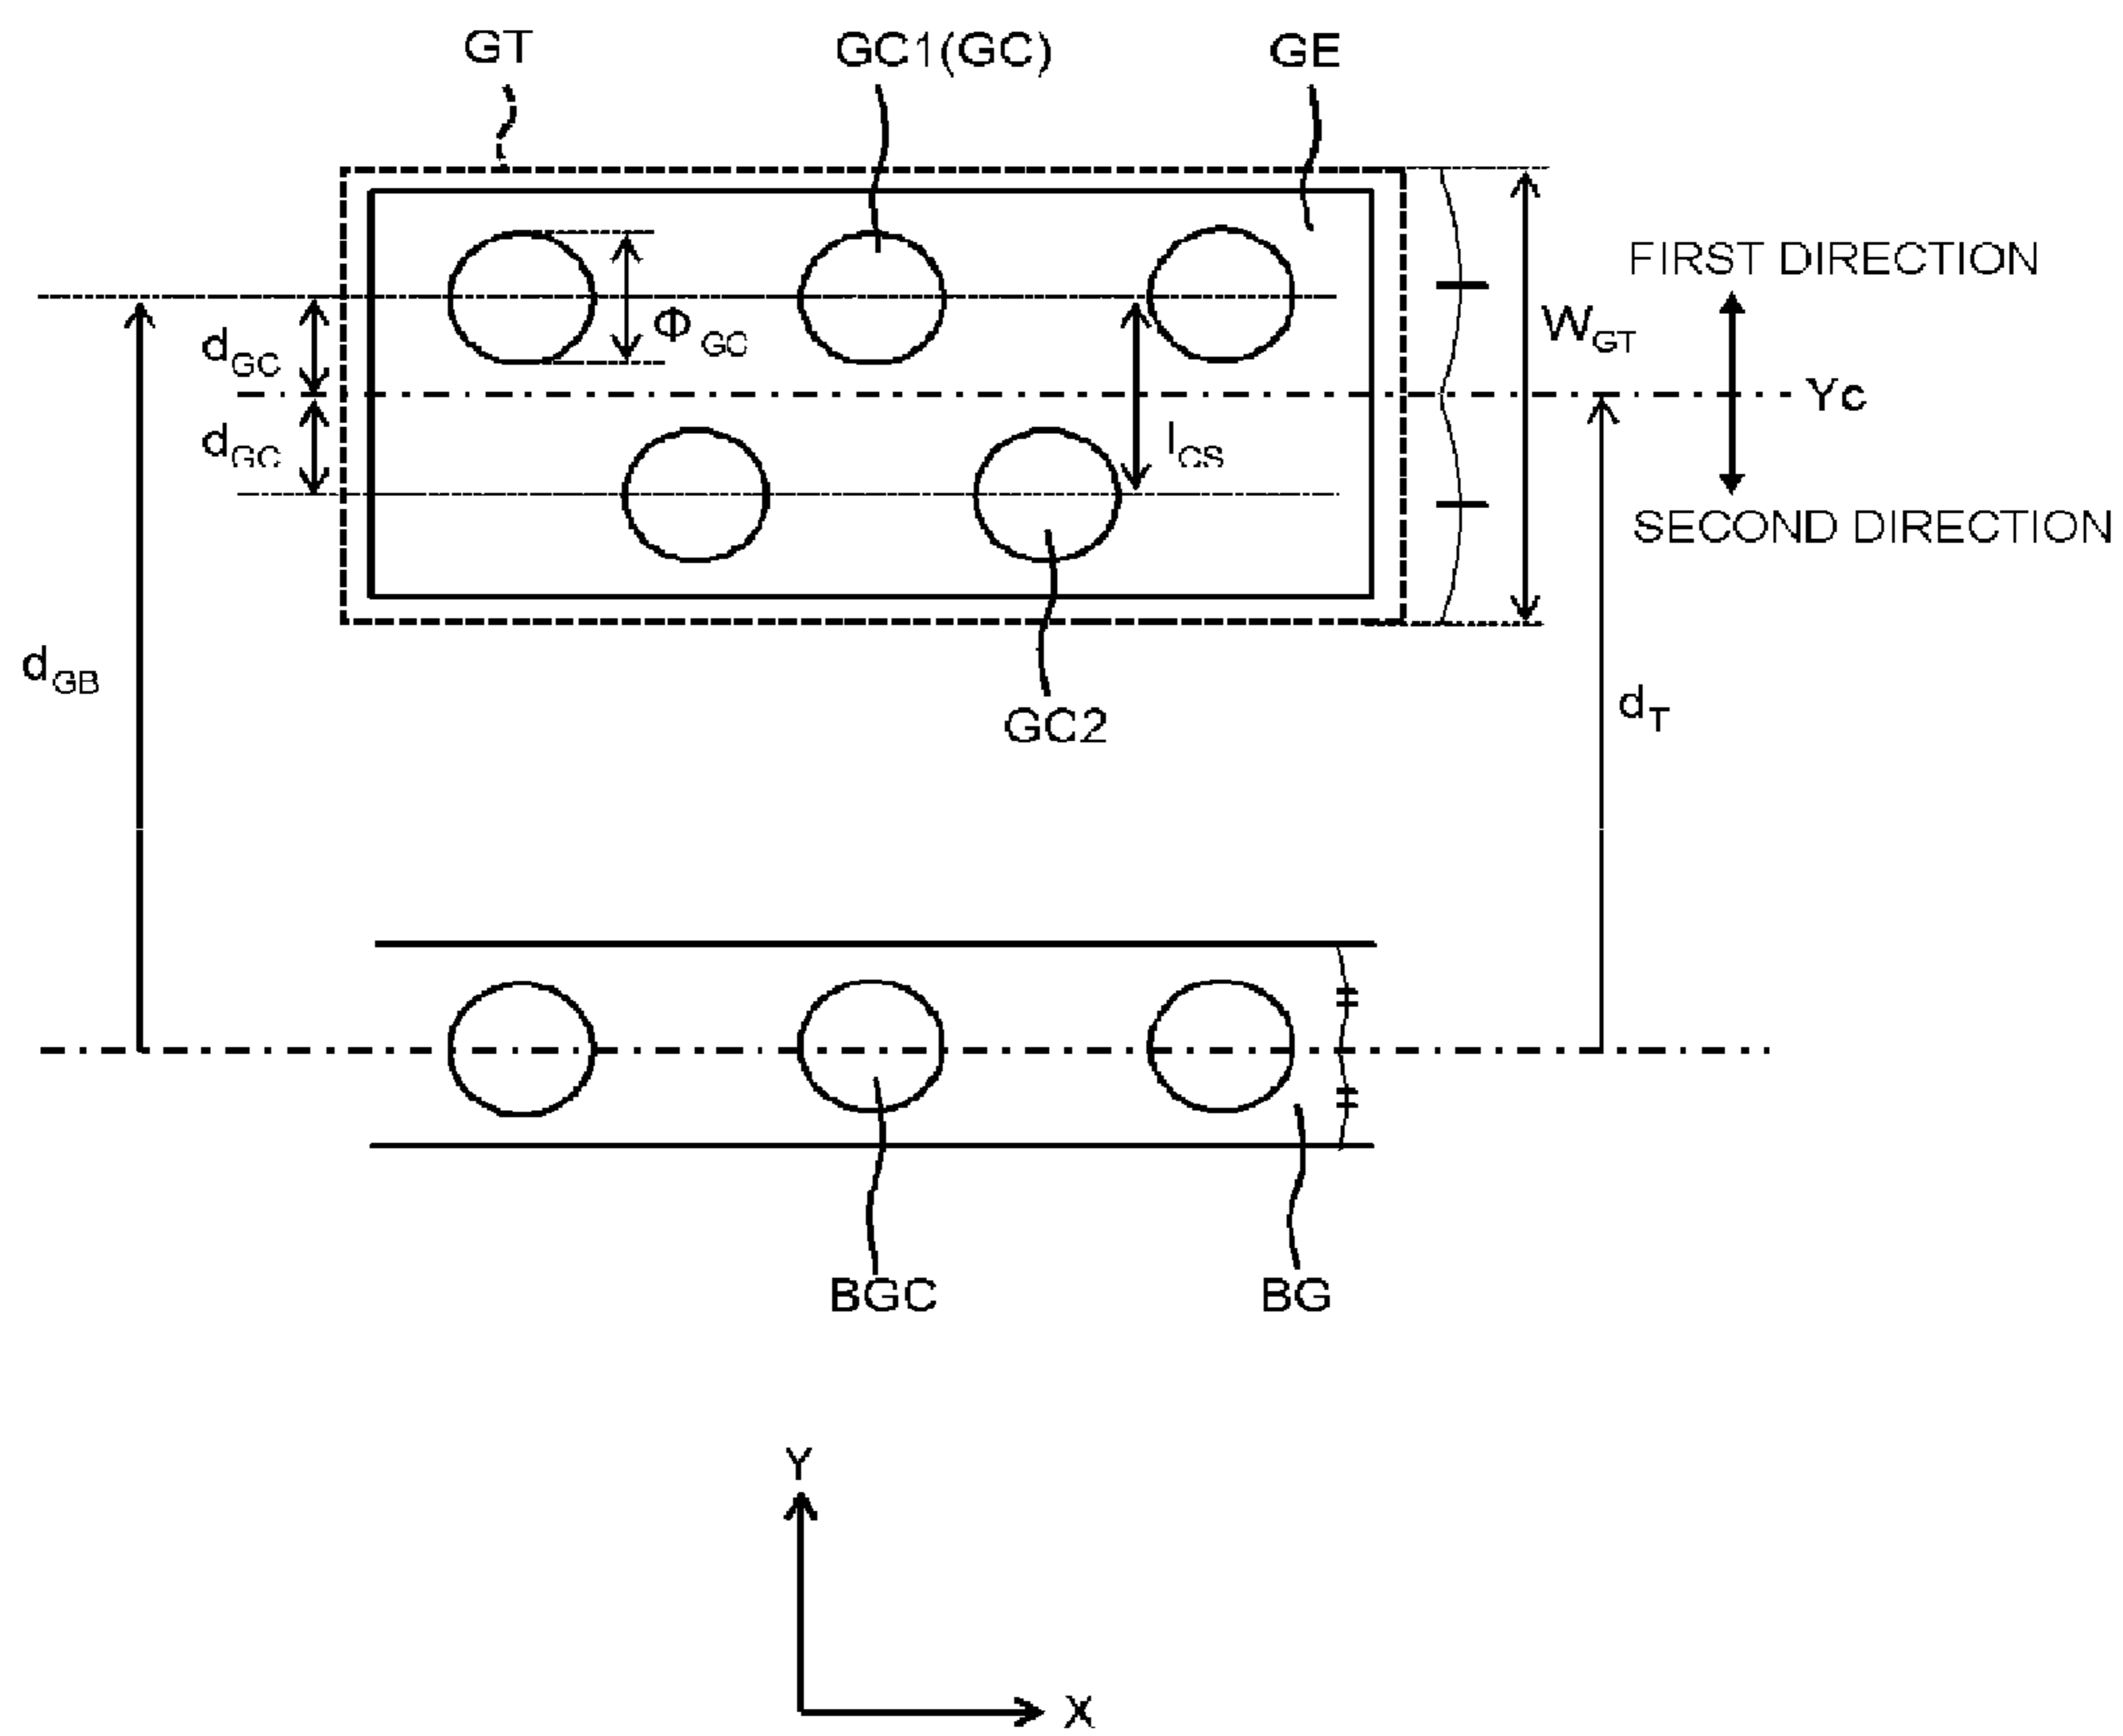 GT GC1(GC) GE
FIRST DIRECTION
dGC ΦGC WGT
Yc
dGC lCS
SECOND DIRECTION
dGB dT
GC2
BGC BG
Y
X